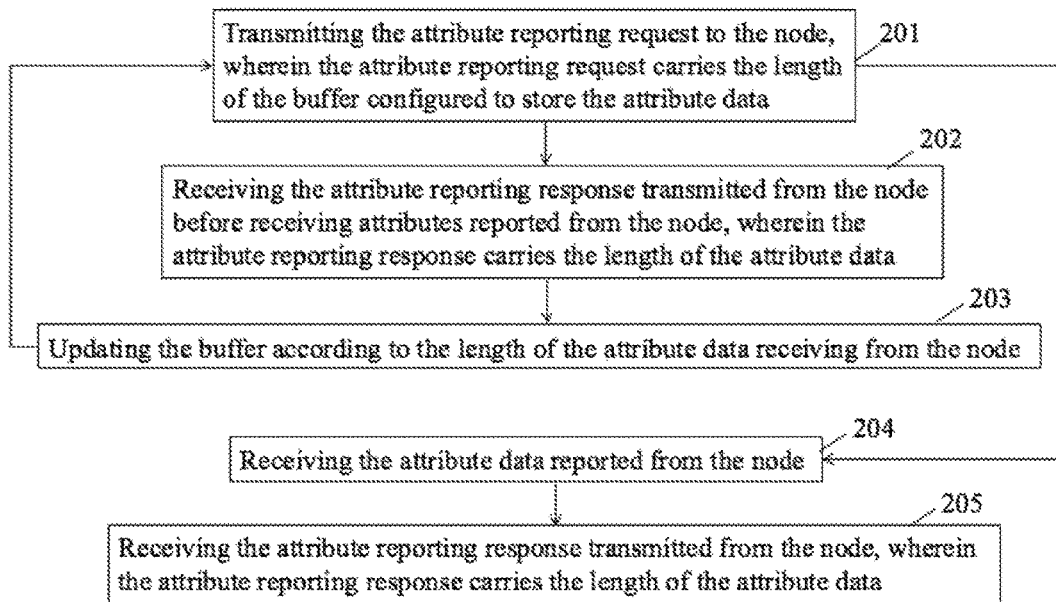 Transmitting the attribute reporting request to the node,
wherein the attribute reporting request carries the length
of the buffer configured to store the attribute data
201
202
Receiving the attribute reporting response transmitted from the node
before receiving attributes reported from the node, wherein the
attribute reporting response carries the length of the attribute data
203
Updating the buffer according to the length of the attribute data receiving from the node
204
Receiving the attribute data reported from the node
205
Receiving the attribute reporting response transmitted from the node, wherein
the attribute reporting response carries the length of the attribute data